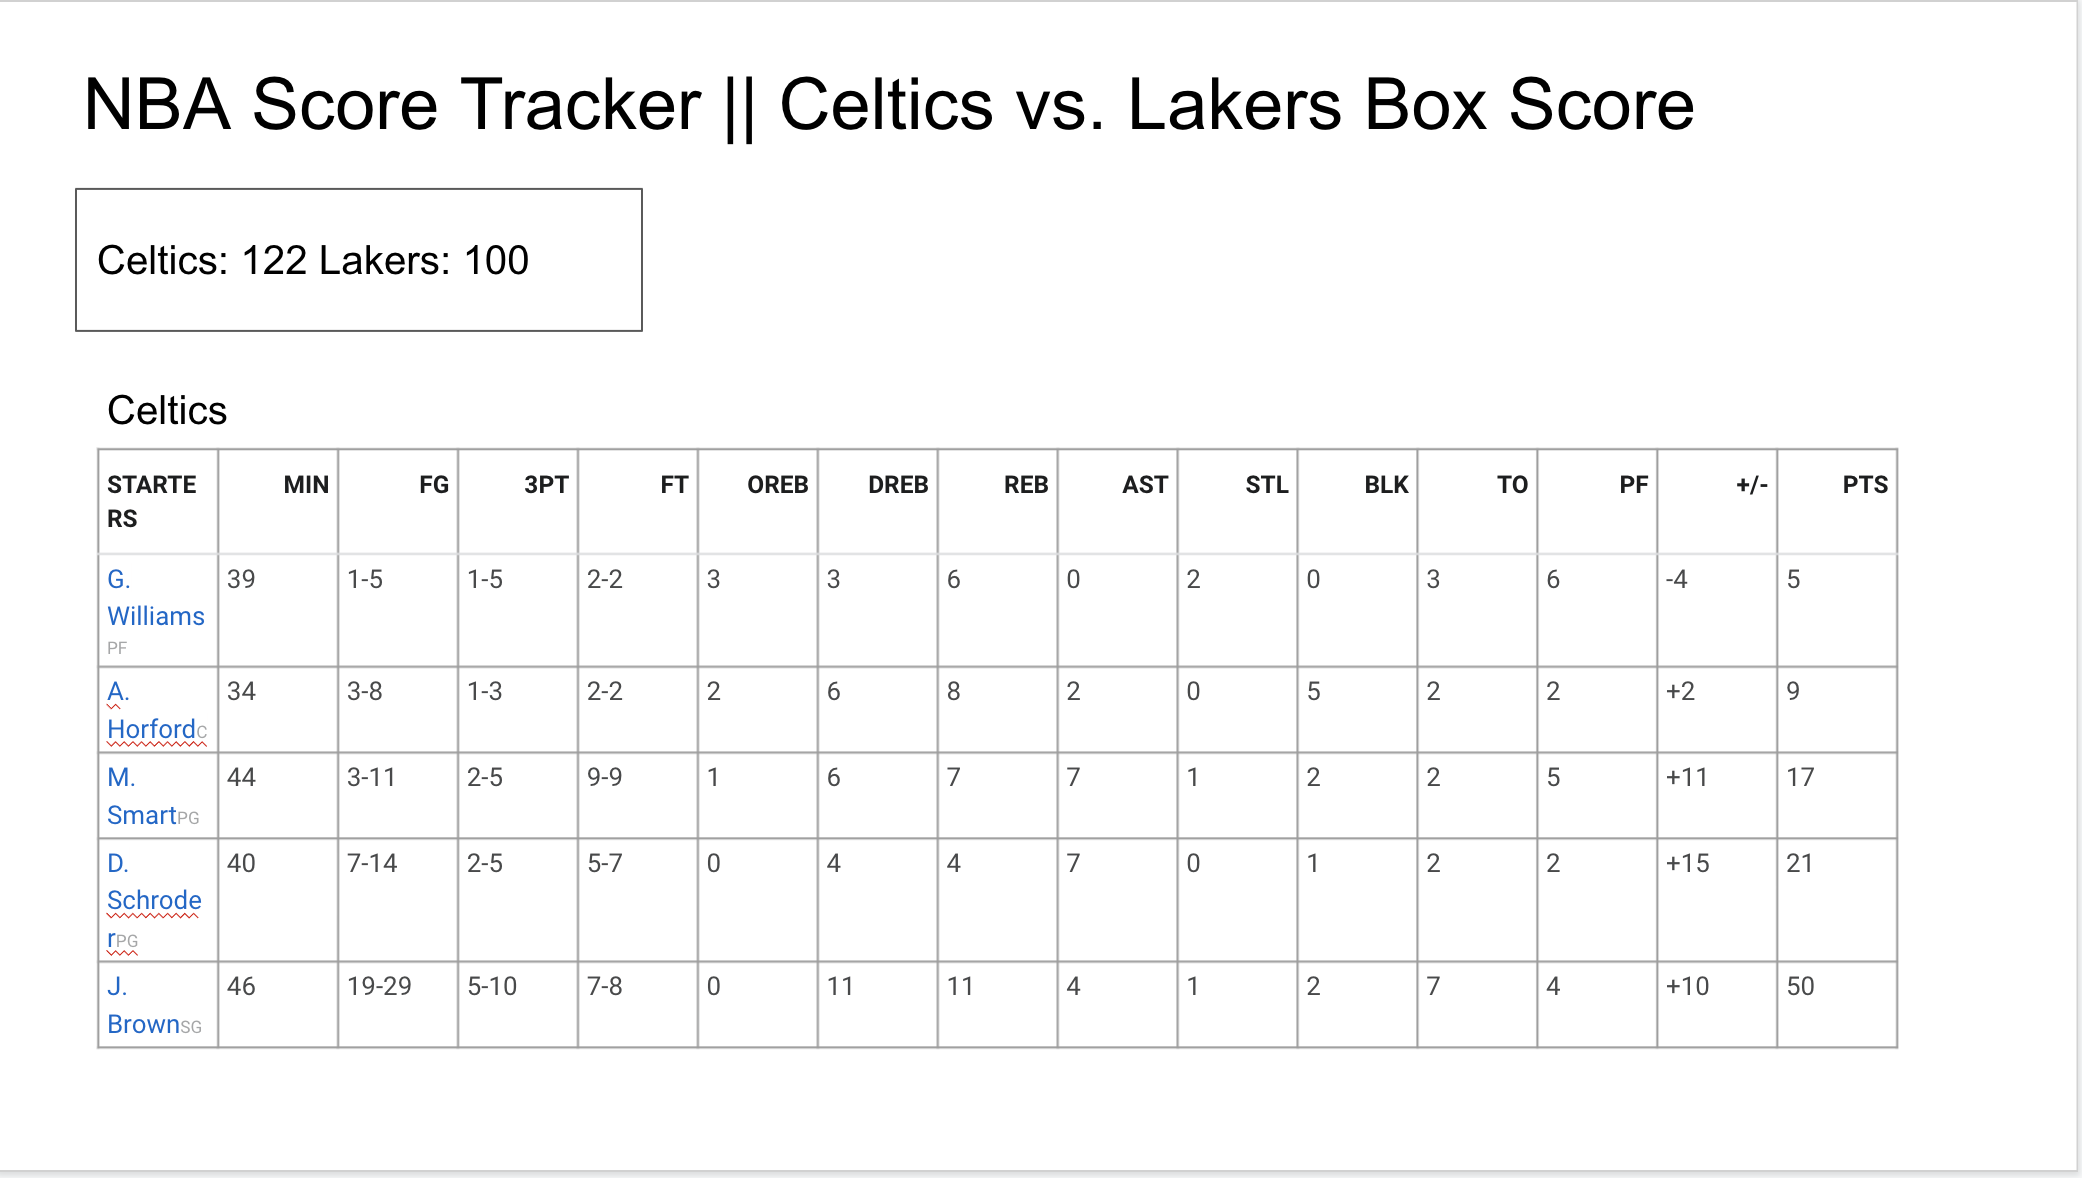 NBA Score Tracker || Celtics vs. Lakers Box Score
Celtics: 122 Lakers: 100
Celtics
STARTE MIN FG 3PT FT OREB DREB REB AST STL BLK TO PF +/- PTS
RS
G. 39 1-5 1-5 2-2 3 3 6 0 2 0 3 6 -4 5
Williams
PF
A. 34 3-8 1-3 2-2 2 6 8 2 0 5 2 2 +2 9
HorfordC
M. 44 3-11 2-5 9-9 1 6 7 7 1 2 2 5 +11 17
SmartPG
D. 40 7-14 2-5 5-7 0 4 4 7 0 1 2 2 +15 21
Schrode
rPG
J. 46 19-29 5-10 7-8 0 11 11 4 1 2 7 4 +10 50
BrownSG